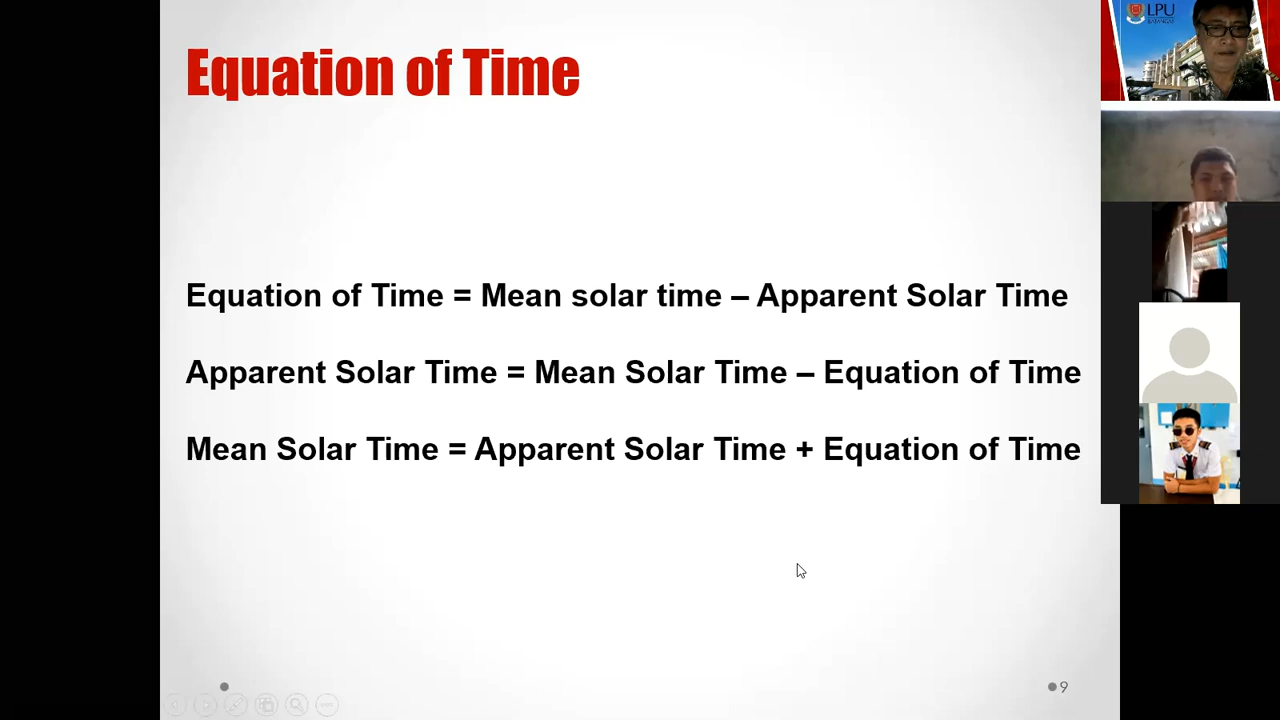 Equation of Time
LPU
Equation of Time = Mean solar time – Apparent Solar Time
Apparent Solar Time = Mean Solar Time – Equation of Time
Mean Solar Time = Apparent Solar Time + Equation of Time
9